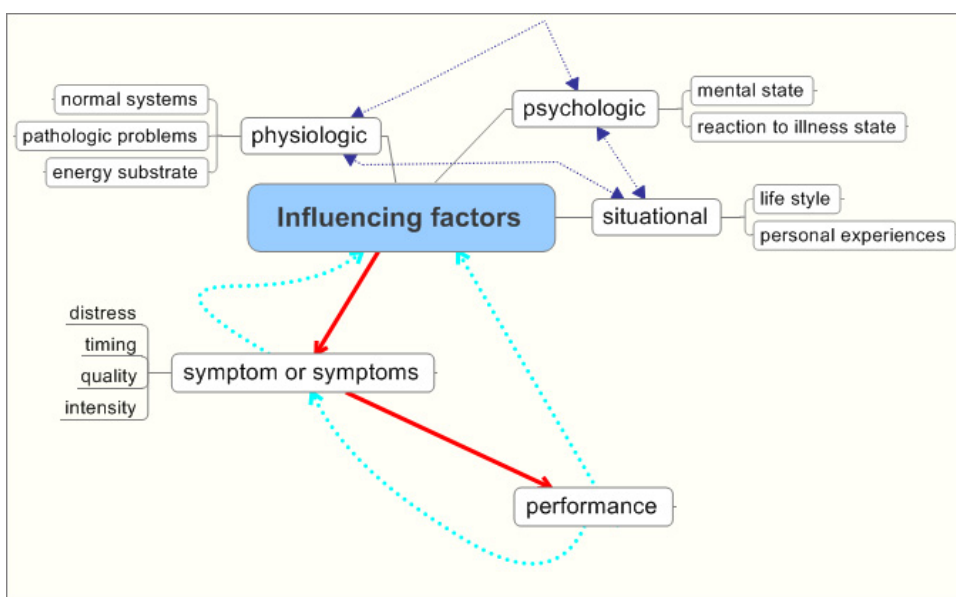 normal systems
pathologic problems
energy substrate
physiologic
psychologic
mental state
reaction to illness state
Influencing factors
situational
life style
personal experiences
distress
timing
quality
intensity
symptom or symptoms
performance